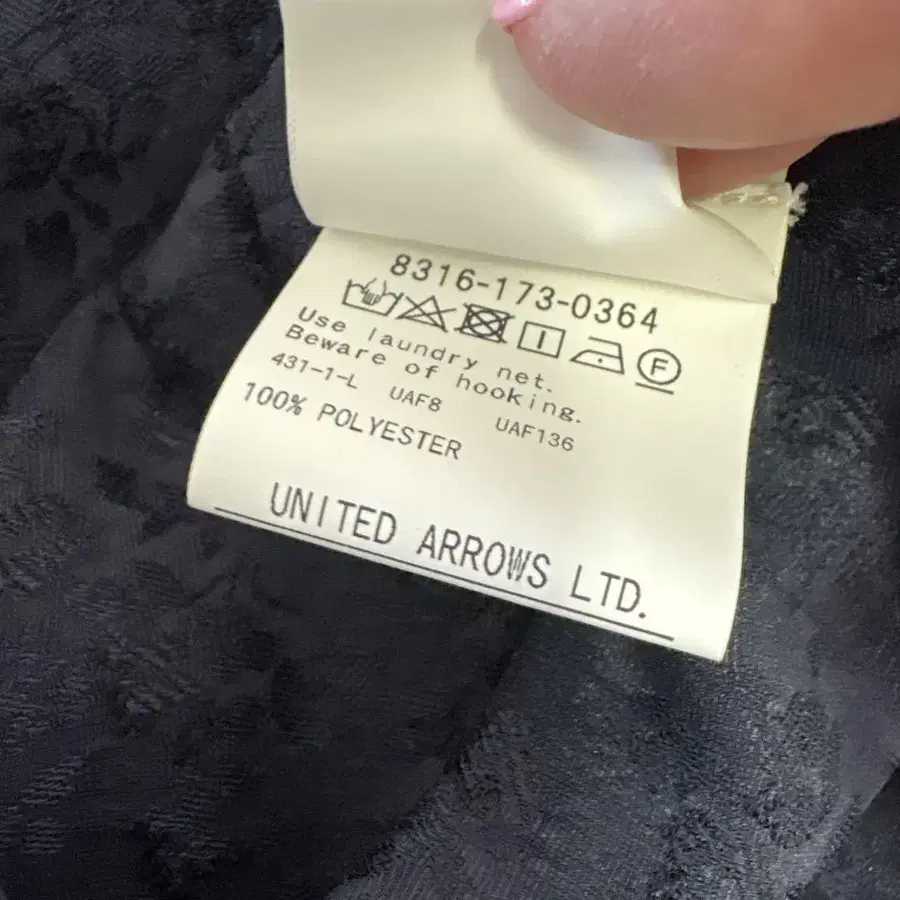 8316-173-0364
F
Use laundry net.
Beware of hooking.
431-1-L UAF8 UAF136
100% POLYESTER
UNITED ARROWS LTD.